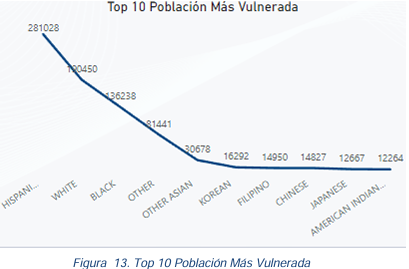 Top 10 Población Más Vulnerada
281028
190450
136238
81441
30678
16292
14950
14827
12667
12264
HISPANI...
WHITE
BLACK
OTHER
OTHER ASIAN
KOREAN
FILIPINO
CHINESE
JAPANESE
AMERICAN INDIAN...
Figura 13. Top 10 Población Más Vulnerada